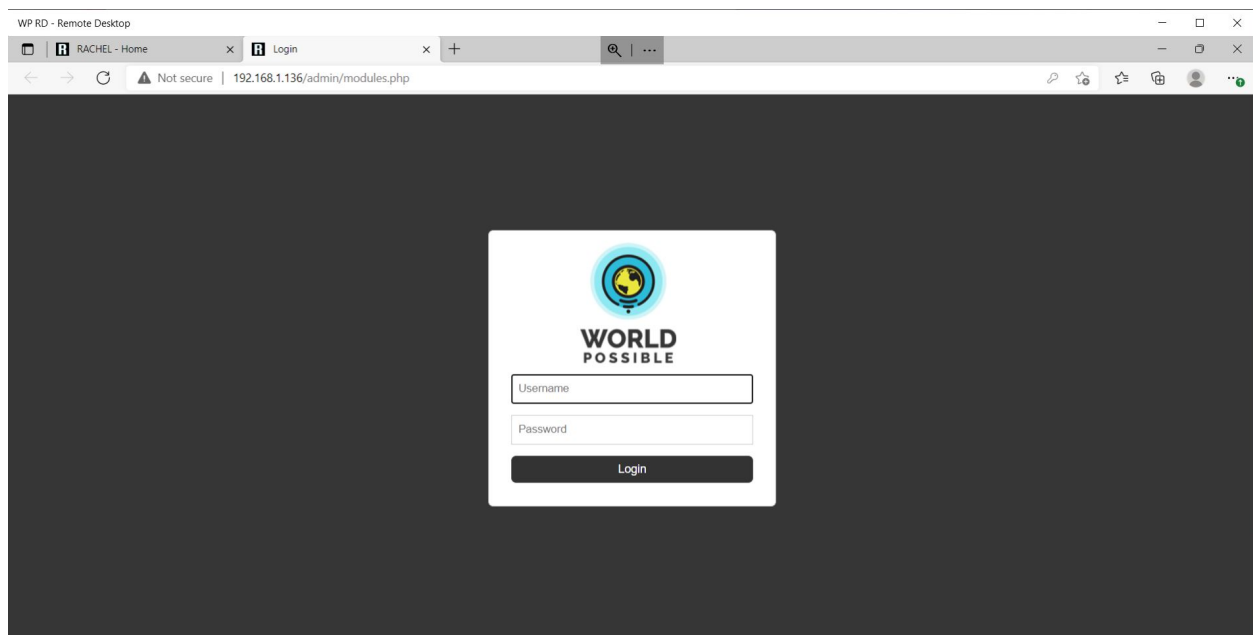 WP RD - Remote Desktop
RACHEL - Home
Login
Not secure | 192.168.1.136/admin/modules.php
WORLD
POSSIBLE
Username
Password
Login